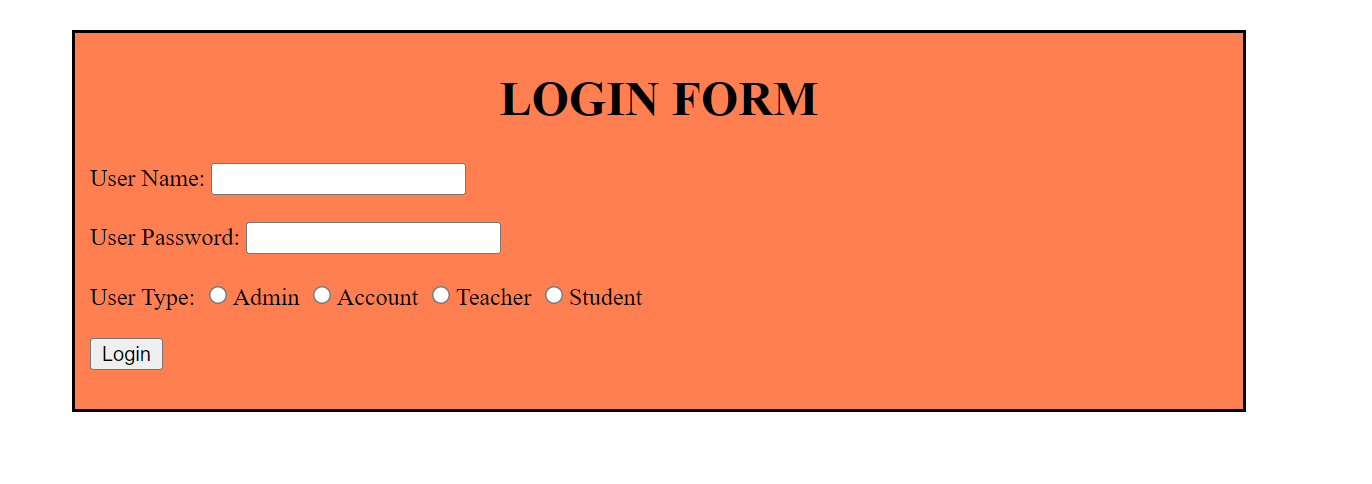 LOGIN FORM
User Name:
User Password:
User Type: Admin Account Teacher Student
Login